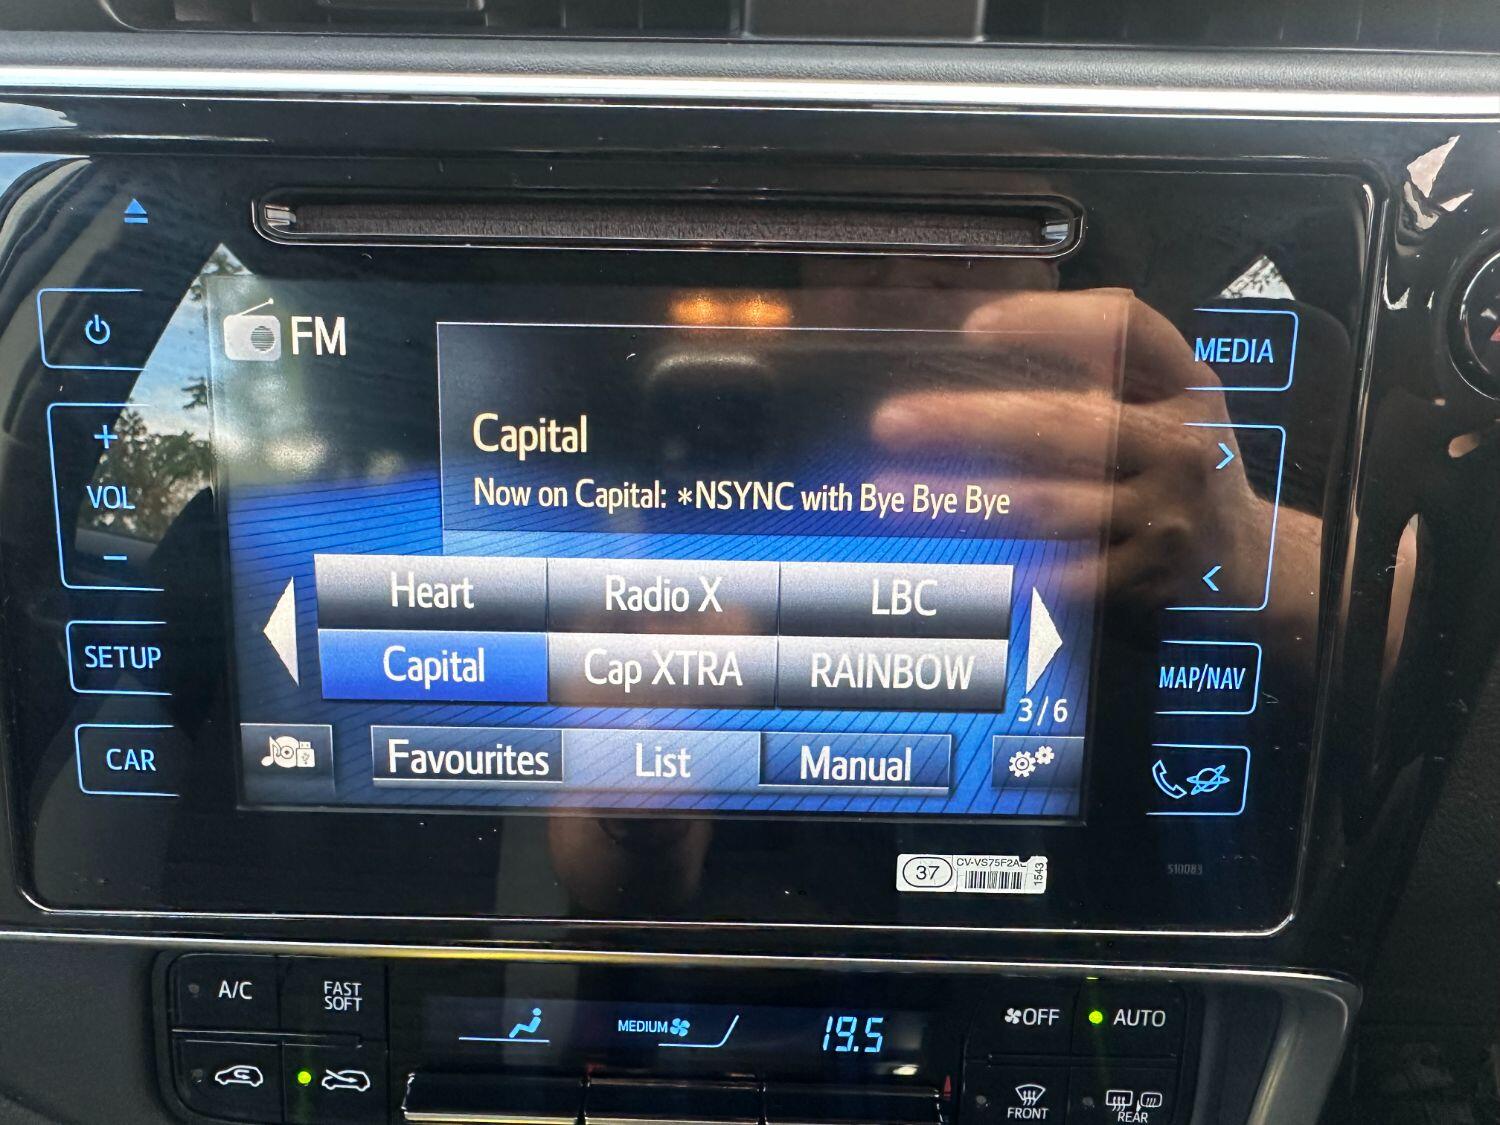 FM
Capital
Now on Capital: *NSYNC with Bye Bye Bye
Heart
Radio X
LBC
Capital
Cap XTRA
RAINBOW
3/6
Favourites
List
Manual
VOL
SETUP
CAR
MEDIA
MAP/NAV
37
1543
510083
A/C
FAST
SOFT
MEDIUM
19.5
OFF
AUTO
FRONT
REAR